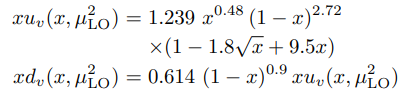 xu_v(x, μ²_LO) = 1.239 x^0.48 (1 − x)^2.72
×(1 − 1.8√x + 9.5x)
xd_v(x, μ²_LO) = 0.614 (1 − x)^0.9 xu_v(x, μ²_LO)